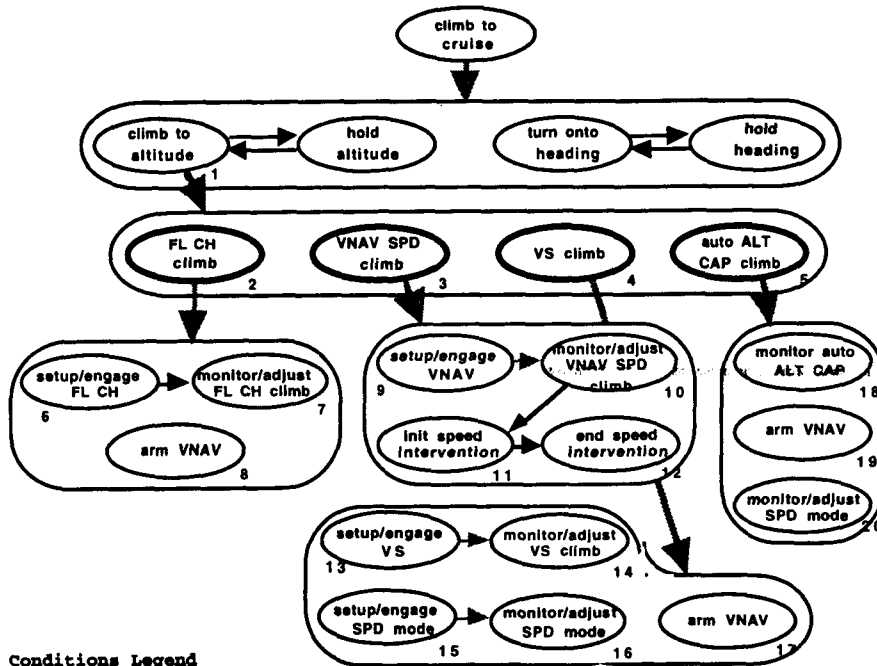 climb to
cruise
climb to
altitude
hold
altitude
turn onto
heading
hold
heading
1
FL CH
climb
VNAV SPD
climb
VS climb
auto ALT
CAP climb
2
3
4
5
setup/engage
FL CH
monitor/adjust
FL CH climb
6
7
arm VNAV
8
setup/engage
VNAV
monitor/adjust
VNAV SPD
climb
9
10
init speed
intervention
end speed
intervention
11
12
monitor auto
ALT CAP
18
arm VNAV
19
monitor/adjust
SPD mode
20
setup/engage
VS
monitor/adjust
VS climb
13
14
setup/engage
SPD mode
monitor/adjust
SPD mode
arm VNAV
15
16
17
Conditions Legend